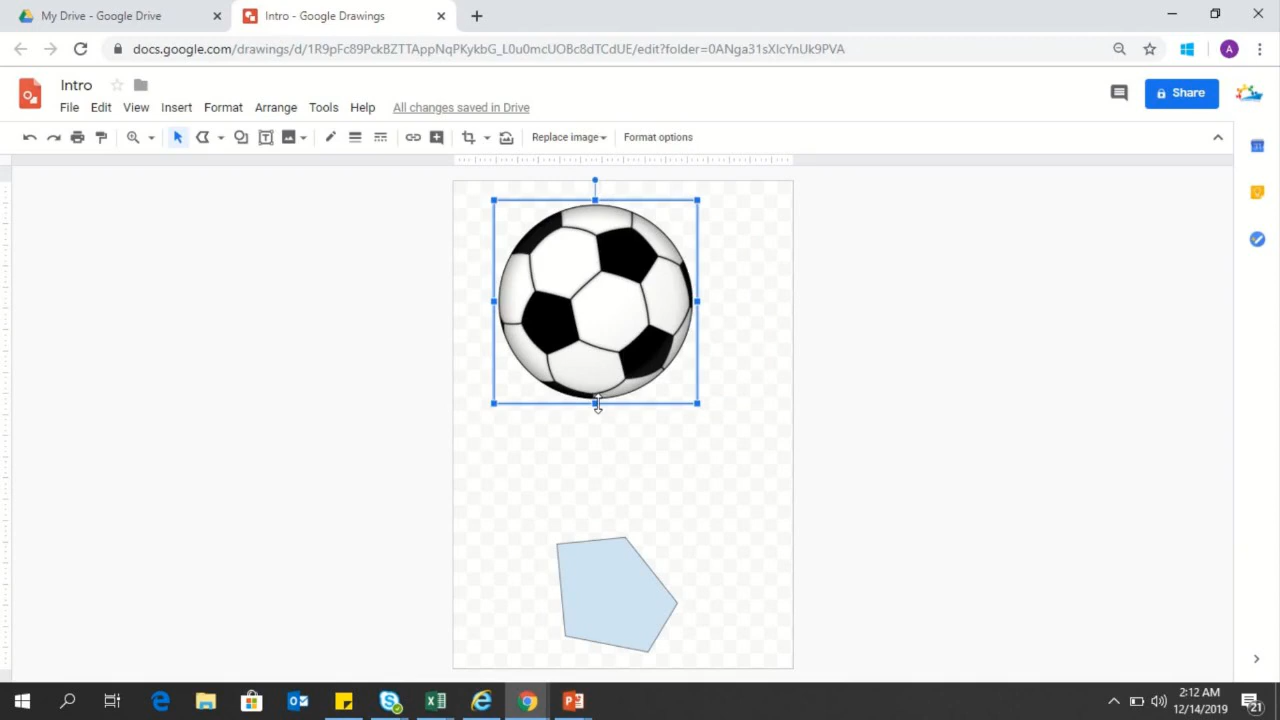 My Drive - Google Drive
Intro - Google Drawings
docs.google.com/drawings/d/1R9pFc89PckBZTTAppNqPKykbG_L0u0mcUOBc8dTCdUE/edit?folder=0ANga31sXIcYnUk9PVA
A
Intro
File Edit View Insert Format Arrange Tools Help All changes saved in Drive
Share
Replace image Format options
2:12 AM
12/14/2019
21